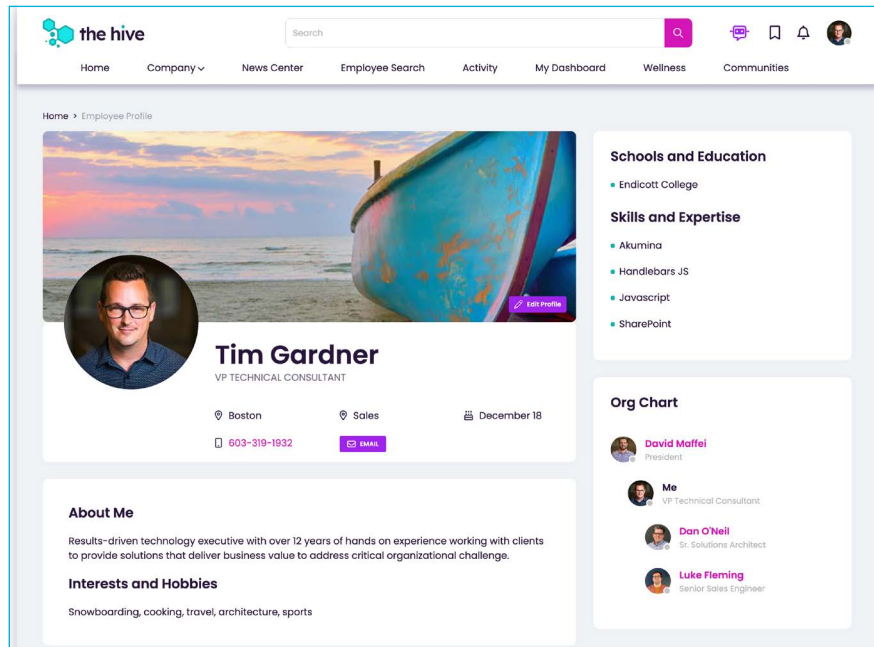 the hive
Search
Home Company News Center Employee Search Activity My Dashboard Wellness Communities
Home > Employee Profile
Edit Profile
Tim Gardner
VP TECHNICAL CONSULTANT
Boston Sales December 18
603-319-1932 EMAIL
About Me
Results-driven technology executive with over 12 years of hands on experience working with clients
to provide solutions that deliver business value to address critical organizational challenge.
Interests and Hobbies
Snowboarding, cooking, travel, architecture, sports
Schools and Education
Endicott College
Skills and Expertise
Akumina
Handlebars JS
Javascript
SharePoint
Org Chart
David Maffei
President
Me
VP Technical Consultant
Dan O'Neil
Sr. Solutions Architect
Luke Fleming
Senior Sales Engineer